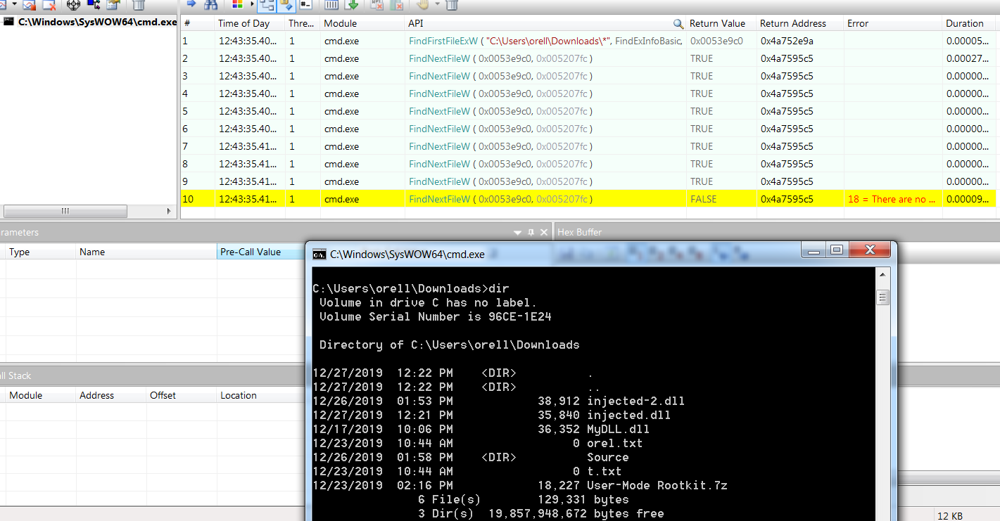 C:\Windows\SysWOW64\cmd.exe
# Time of Day Thre... Module API Return Value Return Address Error Duration
1 12:43:35.40... 1 cmd.exe FindFirstFileExW ( "C:\Users\orell\Downloads\*", FindExInfoBasic, 0x0053e9c0 0x4a752e9a 0.00005...
2 12:43:35.40... 1 cmd.exe FindNextFileW ( 0x0053e9c0, 0x005207fc ) TRUE 0x4a7595c5 0.00027...
3 12:43:35.40... 1 cmd.exe FindNextFileW ( 0x0053e9c0, 0x005207fc ) TRUE 0x4a7595c5 0.00000...
4 12:43:35.40... 1 cmd.exe FindNextFileW ( 0x0053e9c0, 0x005207fc ) TRUE 0x4a7595c5 0.00000...
5 12:43:35.40... 1 cmd.exe FindNextFileW ( 0x0053e9c0, 0x005207fc ) TRUE 0x4a7595c5 0.00000...
6 12:43:35.40... 1 cmd.exe FindNextFileW ( 0x0053e9c0, 0x005207fc ) TRUE 0x4a7595c5 0.00000...
7 12:43:35.41... 1 cmd.exe FindNextFileW ( 0x0053e9c0, 0x005207fc ) TRUE 0x4a7595c5 0.00000...
8 12:43:35.41... 1 cmd.exe FindNextFileW ( 0x0053e9c0, 0x005207fc ) TRUE 0x4a7595c5 0.00000...
9 12:43:35.41... 1 cmd.exe FindNextFileW ( 0x0053e9c0, 0x005207fc ) TRUE 0x4a7595c5 0.00000...
10 12:43:35.41... 1 cmd.exe FindNextFileW ( 0x0053e9c0, 0x005207fc ) FALSE 0x4a7595c5 18 = There are no ... 0.00009...
rameters
Hex Buffer
Type Name Pre-Call Value
C:\Windows\SysWOW64\cmd.exe
C:\Users\orell\Downloads>dir
Volume in drive C has no label.
Volume Serial Number is 96CE-1E24
Directory of C:\Users\orell\Downloads
12/27/2019 12:22 PM <DIR> .
12/27/2019 12:22 PM <DIR> ..
12/26/2019 01:53 PM 38,912 injected-2.dll
12/27/2019 12:21 PM 35,840 injected.dll
12/17/2019 10:06 PM 36,352 MyDLL.dll
12/23/2019 10:44 AM 0 orel.txt
12/26/2019 01:58 PM <DIR> Source
12/23/2019 10:44 AM 0 t.txt
12/23/2019 02:16 PM 18,227 User-Mode Rootkit.7z
6 File(s) 129,331 bytes
3 Dir(s) 19,857,948,672 bytes free
ll Stack
Module Address Offset Location
12 KB